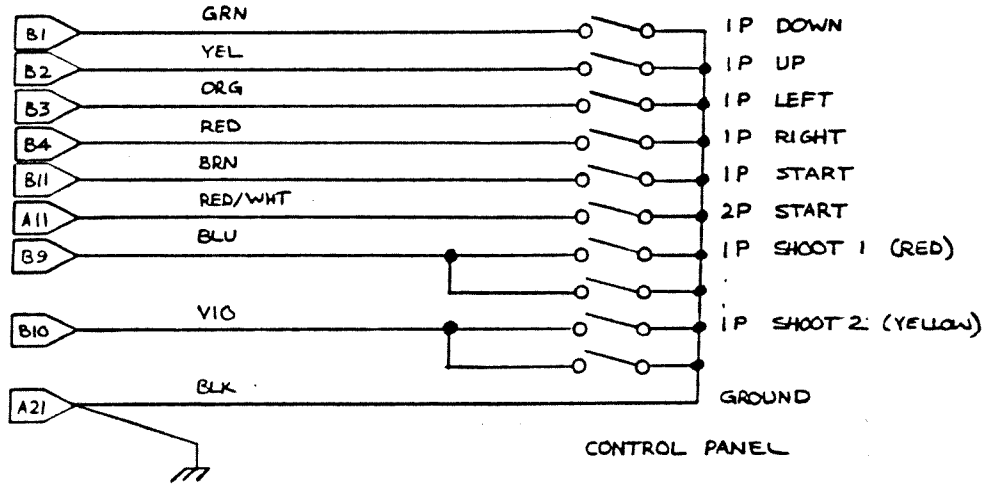 B1 GRN 1P DOWN
B2 YEL 1P UP
B3 ORG 1P LEFT
B4 RED 1P RIGHT
B11 BRN 1P START
A11 RED/WHT 2P START
B9 BLU 1P SHOOT 1 (RED)
B10 VIO 1P SHOOT 2 (YELLOW)
A21 BLK GROUND
CONTROL PANEL